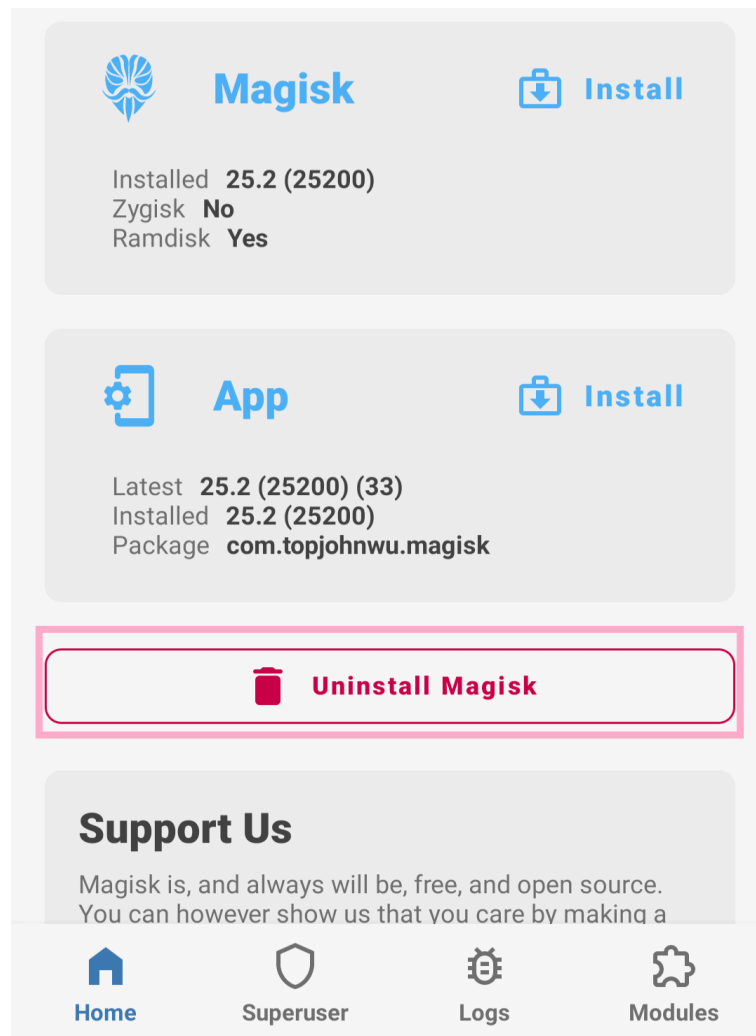 Magisk
Install
Installed 25.2 (25200)
Zygisk No
Ramdisk Yes
App
Install
Latest 25.2 (25200) (33)
Installed 25.2 (25200)
Package com.topjohnwu.magisk
Uninstall Magisk
Support Us
Magisk is, and always will be, free, and open source.
You can however show us that you care by making a
Home Superuser Logs Modules